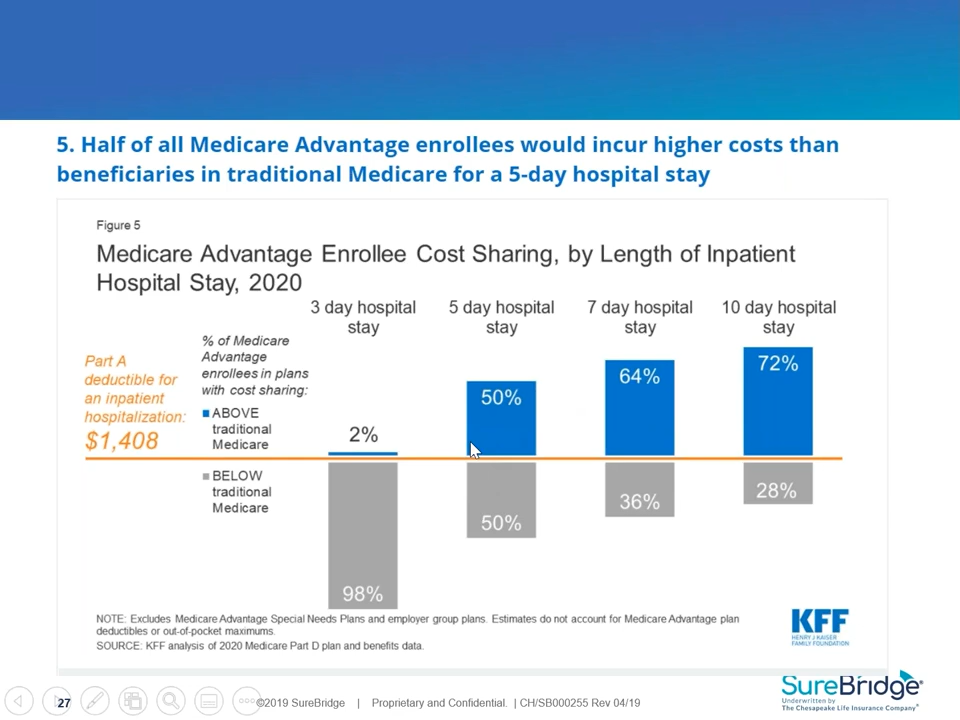 5. Half of all Medicare Advantage enrollees would incur higher costs than
beneficiaries in traditional Medicare for a 5-day hospital stay
Figure 5
Medicare Advantage Enrollee Cost Sharing, by Length of Inpatient
Hospital Stay, 2020
3 day hospital
stay
5 day hospital
stay
7 day hospital
stay
10 day hospital
stay
Part A
deductible for
an inpatient
hospitalization:
$1,408
% of Medicare
Advantage
enrollees in plans
with cost sharing:
ABOVE
traditional
Medicare
2%
50%
64%
72%
BELOW
traditional
Medicare
98%
50%
36%
28%
NOTE: Excludes Medicare Advantage Special Needs Plans and employer group plans. Estimates do not account for Medicare Advantage plan
deductibles or out-of-pocket maximums.
SOURCE: KFF analysis of 2020 Medicare Part D plan and benefits data.
KFF
HENRY J KAISER
FAMILY FOUNDATION
27
©2019 SureBridge | Proprietary and Confidential. | CH/SB000255 Rev 04/19
SureBridge®
Underwritten by
The Chesapeake Life Insurance Company®